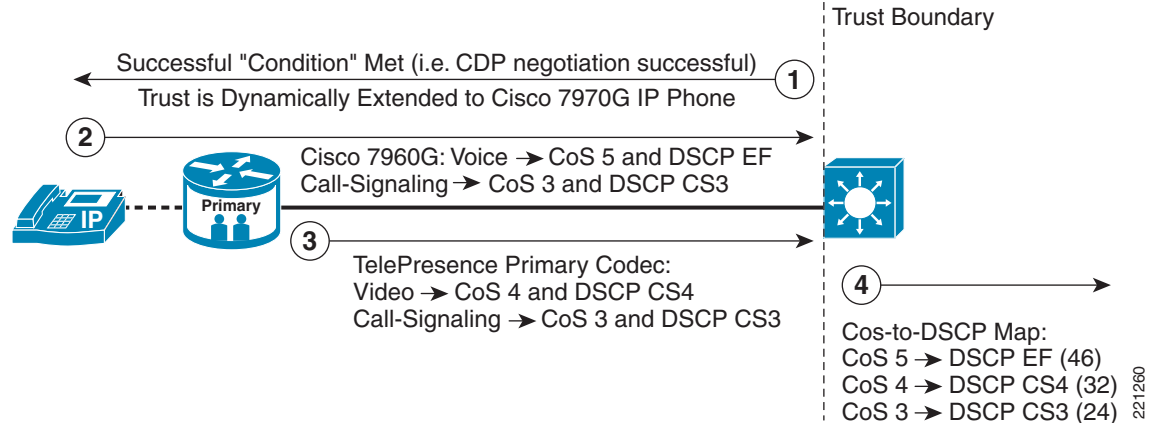 Trust Boundary
Successful "Condition" Met (i.e. CDP negotiation successful)
1
Trust is Dynamically Extended to Cisco 7970G IP Phone
2
Cisco 7960G: Voice → CoS 5 and DSCP EF
Call-Signaling → CoS 3 and DSCP CS3
IP
Primary
3
TelePresence Primary Codec:
Video → CoS 4 and DSCP CS4
Call-Signaling → CoS 3 and DSCP CS3
4
Cos-to-DSCP Map:
CoS 5 → DSCP EF (46)
CoS 4 → DSCP CS4 (32)
CoS 3 → DSCP CS3 (24)
221260